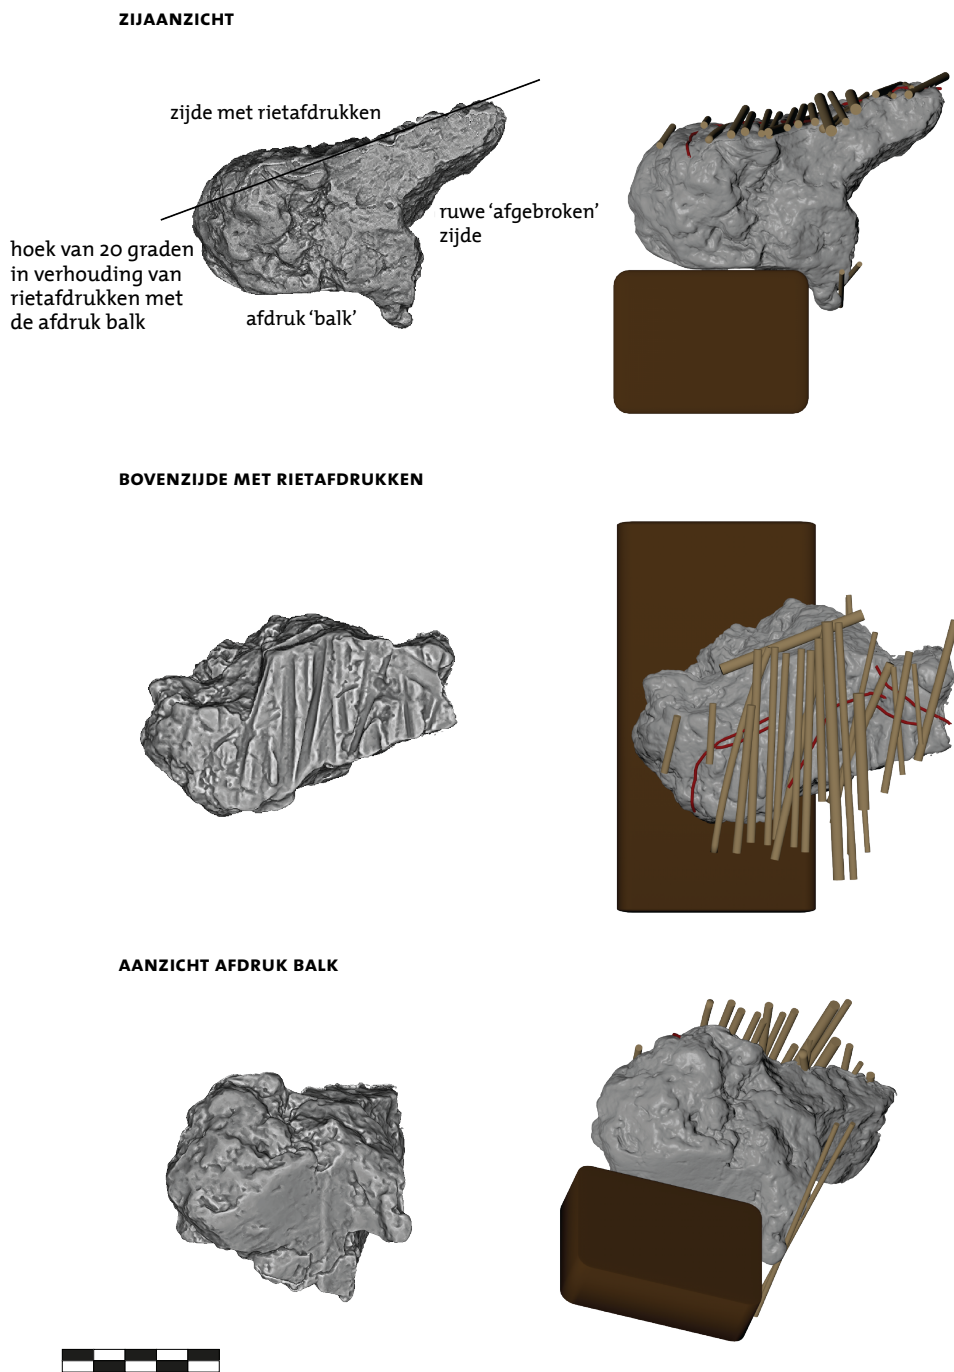 ZIJAANZICHT
zijde met rietafdrukken
ruwe ‘afgebroken’
zijde
hoek van 20 graden
in verhouding van
rietafdrukken met
de afdruk balk
afdruk ‘balk’
BOVENZIJDE MET RIETAFDRUKKEN
AANZICHT AFDRUK BALK